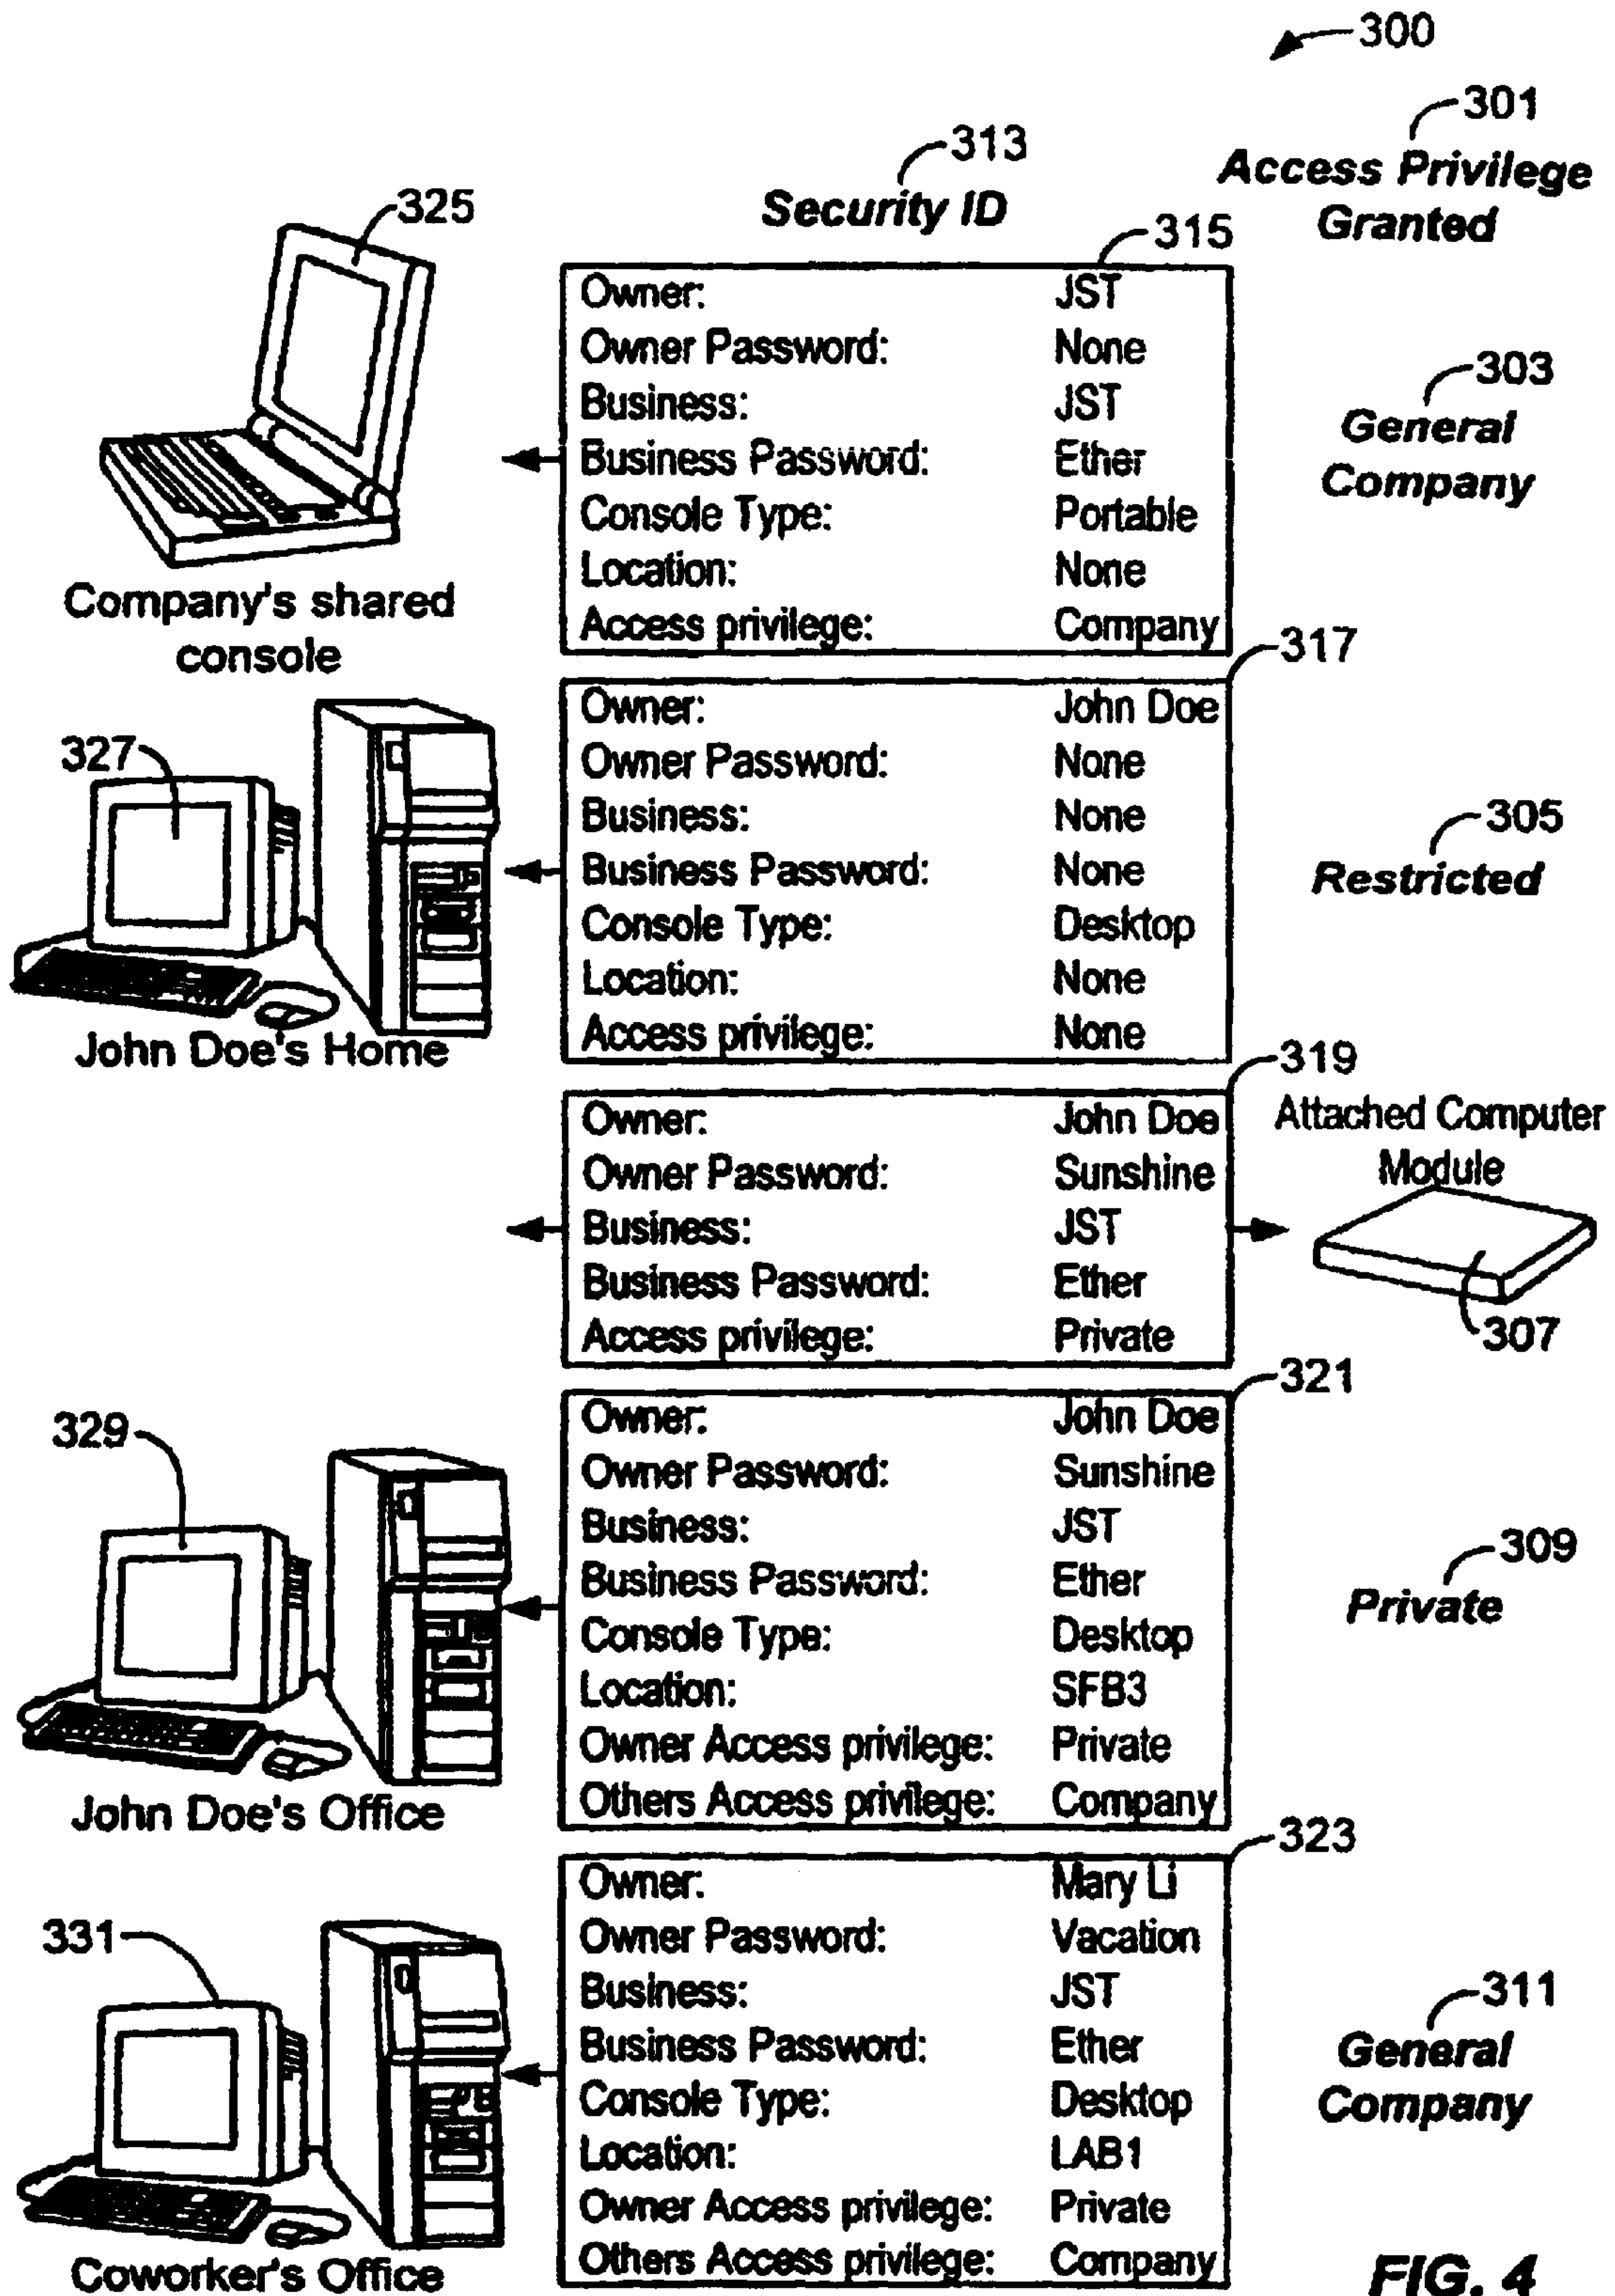 300
301
Access Privilege
Granted
313
Security ID
325
315
Owner: JST
Owner Password: None
Business: JST
Business Password: Ether
Console Type: Portable
Location: None
Access privilege: Company
303
General
Company
Company's shared
console
317
Owner: John Doe
Owner Password: None
Business: None
Business Password: None
Console Type: Desktop
Location: None
Access privilege: None
327
305
Restricted
John Doe's Home
319
Owner: John Doe
Owner Password: Sunshine
Business: JST
Business Password: Ether
Access privilege: Private
Attached Computer
Module
307
321
Owner: John Doe
Owner Password: Sunshine
Business: JST
Business Password: Ether
Console Type: Desktop
Location: SFB3
Owner Access privilege: Private
Others Access privilege: Company
329
309
Private
John Doe's Office
323
Owner: Mary Li
Owner Password: Vacation
Business: JST
Business Password: Ether
Console Type: Desktop
Location: LAB1
Owner Access privilege: Private
Others Access privilege: Company
331
311
General
Company
Coworker's Office
FIG. 4